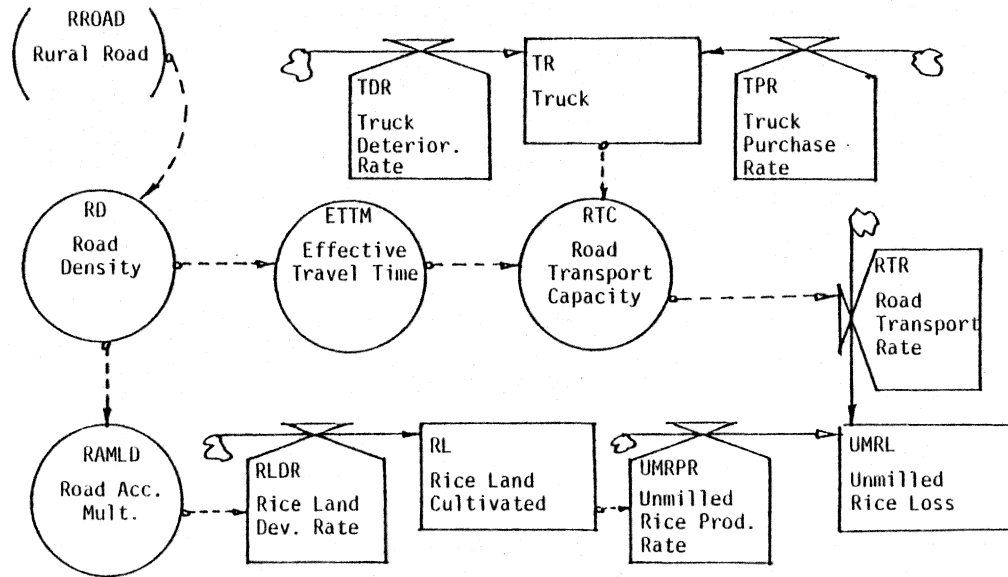 RROAD
Rural Road
TDR
Truck
Deterior.
Rate
TR
Truck
TPR
Truck
Purchase
Rate
RD
Road
Density
ETTM
Effective
Travel Time
RTC
Road
Transport
Capacity
RTR
Road
Transport
Rate
RAMLD
Road Acc.
Mult.
RLDR
Rice Land
Dev. Rate
RL
Rice Land
Cultivated
UMRPR
Unmilled
Rice Prod.
Rate
UMRL
Unmilled
Rice Loss